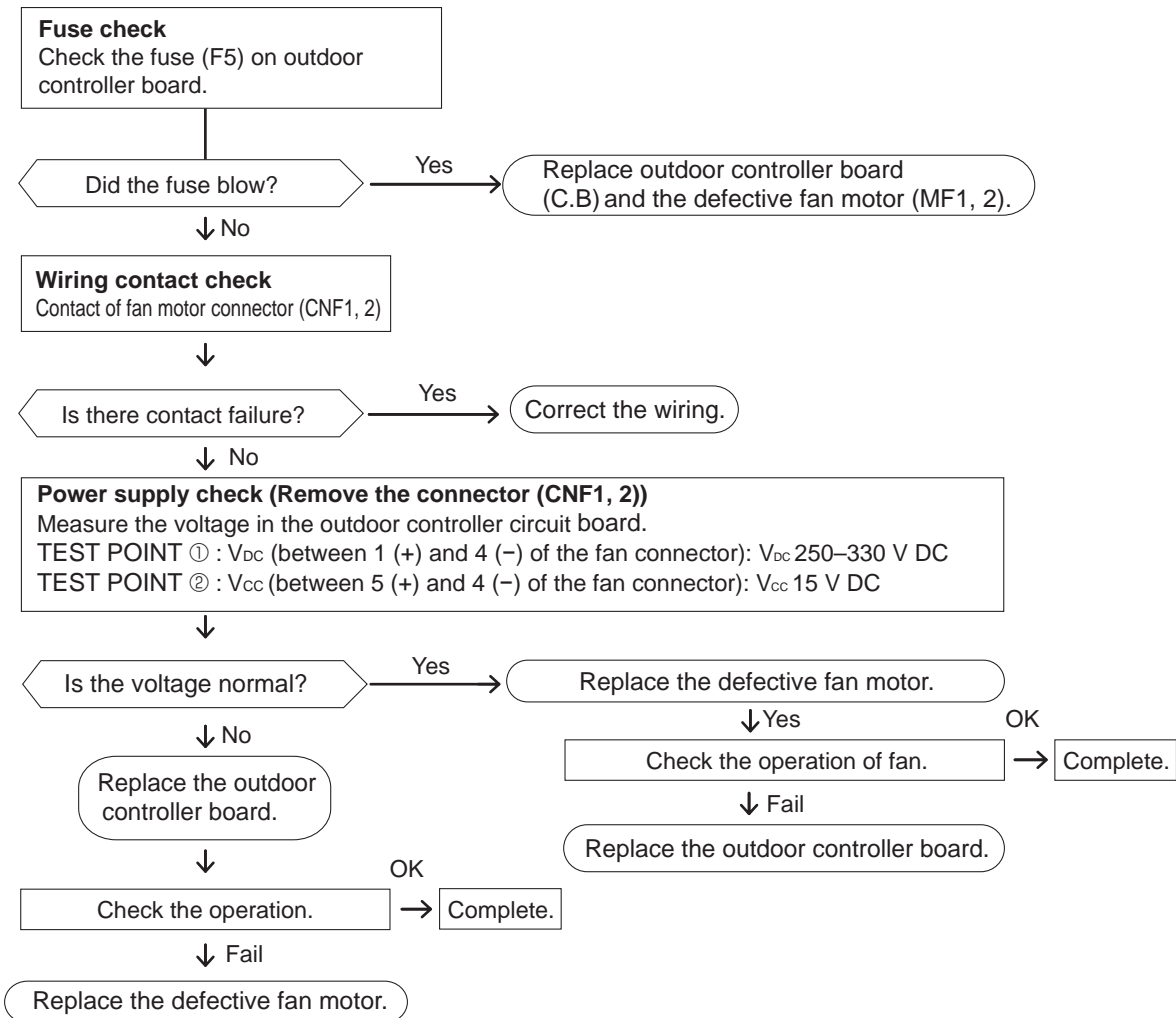 Fuse check
Check the fuse (F5) on outdoor
controller board.
Did the fuse blow?
Yes
Replace outdoor controller board
(C.B) and the defective fan motor (MF1, 2).
No
Wiring contact check
Contact of fan motor connector (CNF1, 2)
Is there contact failure?
Yes
Correct the wiring.
No
Power supply check (Remove the connector (CNF1, 2))
Measure the voltage in the outdoor controller circuit board.
TEST POINT ① : VDC (between 1 (+) and 4 (−) of the fan connector): VDC 250–330 V DC
TEST POINT ② : VCC (between 5 (+) and 4 (−) of the fan connector): VCC 15 V DC
Is the voltage normal?
Yes
Replace the defective fan motor.
Yes
Check the operation of fan.
OK
Complete.
Fail
Replace the outdoor controller board.
No
Replace the outdoor
controller board.
Check the operation.
OK
Complete.
Fail
Replace the defective fan motor.